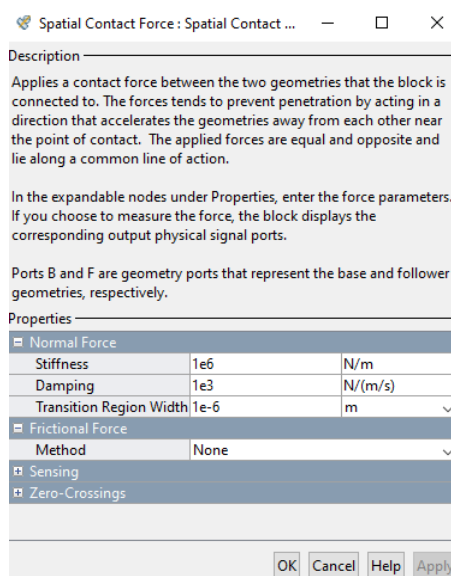 Spatial Contact Force : Spatial Contact ...
Description
Applies a contact force between the two geometries that the block is
connected to. The forces tends to prevent penetration by acting in a
direction that accelerates the geometries away from each other near
the point of contact. The applied forces are equal and opposite and
lie along a common line of action.
In the expandable nodes under Properties, enter the force parameters.
If you choose to measure the force, the block displays the
corresponding output physical signal ports.
Ports B and F are geometry ports that represent the base and follower
geometries, respectively.
Properties
Normal Force
Stiffness 1e6 N/m
Damping 1e3 N/(m/s)
Transition Region Width 1e-6 m
Frictional Force
Method None
Sensing
Zero-Crossings
OK Cancel Help Apply